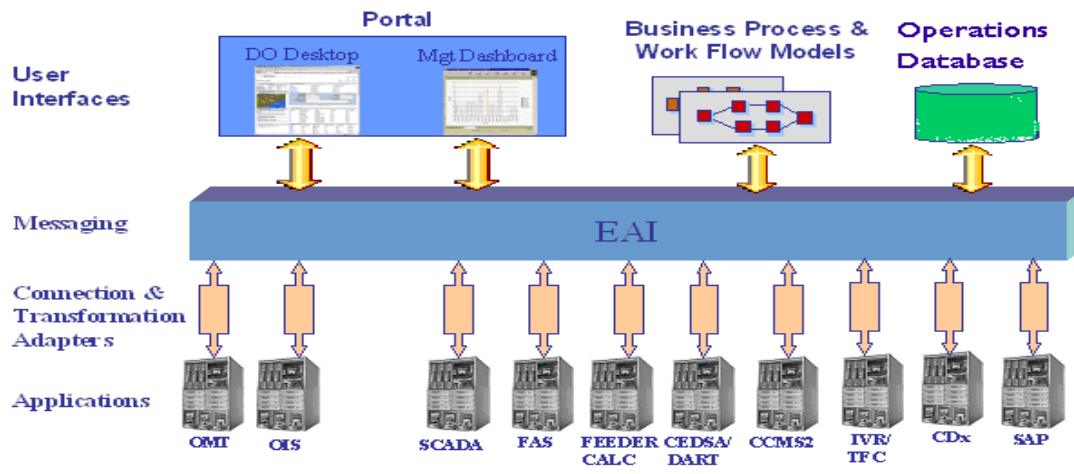 Portal
DO Desktop
Mgt Dashboard
Business Process &
Work Flow Models
Operations
Database
User
Interfaces
Messaging
EAI
Connection &
Transformation
Adapters
Applications
OMT
OIS
SCADA
FAS
FEEDER
CALC
CEDSA/
DART
CCMS2
IVR/
TFC
CDx
SAP